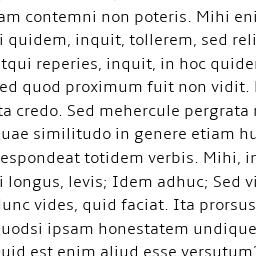 am contemni non poteris. Mihi eni
i quidem, inquit, tollerem, sed reli
tqui reperies, inquit, in hoc quider
ed quod proximum fuit non vidit. I
ta credo. Sed mehercule pergrata r
uae similitudo in genere etiam hu
espondeat totidem verbis. Mihi, in
i longus, levis; Idem adhuc; Sed vi
unc vides, quid faciat. Ita prorsus
uodsi ipsam honestatem undique
uid est enim aliud esse versutum?